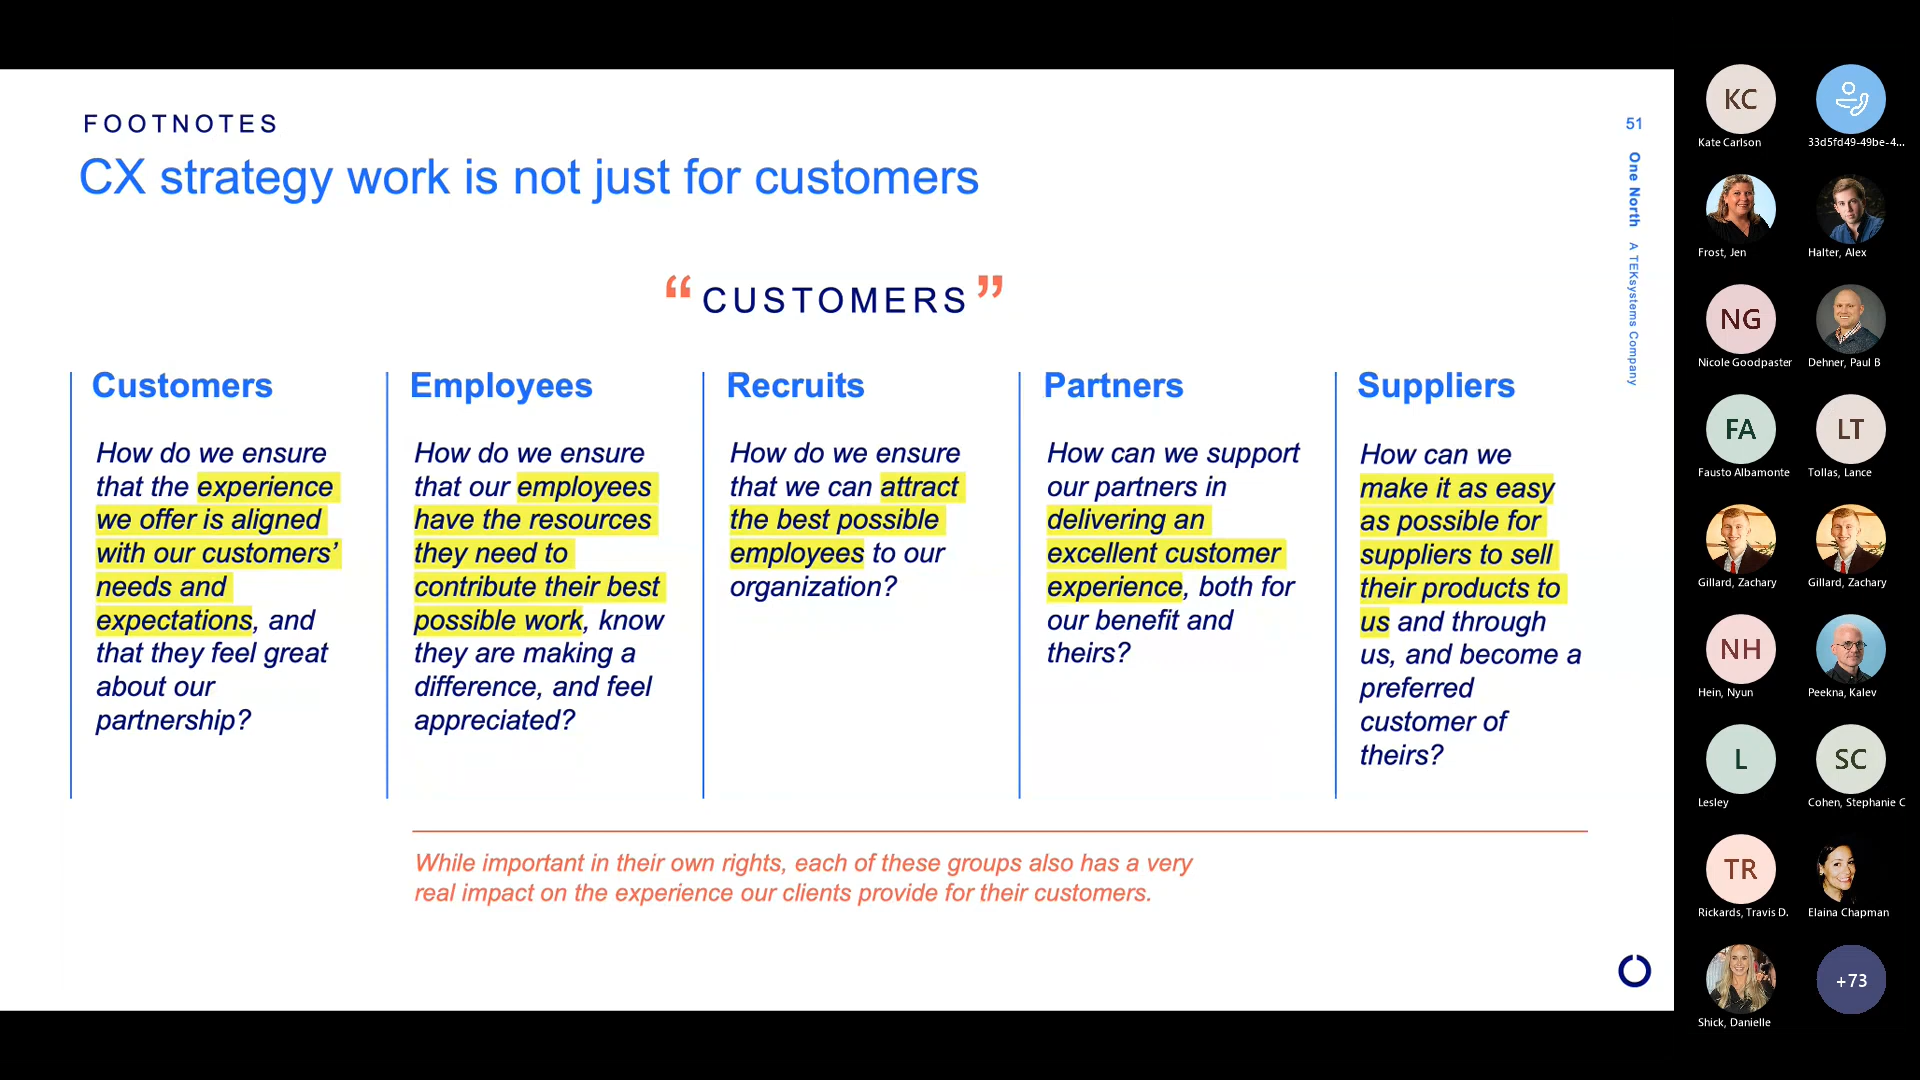 FOOTNOTES
CX strategy work is not just for customers
51
One North A TEKsystems Company
“ CUSTOMERS ”
Customers
How do we ensure
that the experience
we offer is aligned
with our customers’
needs and
expectations, and
that they feel great
about our
partnership?
Employees
How do we ensure
that our employees
have the resources
they need to
contribute their best
possible work, know
they are making a
difference, and feel
appreciated?
Recruits
How do we ensure
that we can attract
the best possible
employees to our
organization?
Partners
How can we support
our partners in
delivering an
excellent customer
experience, both for
our benefit and
theirs?
Suppliers
How can we
make it as easy
as possible for
suppliers to sell
their products to
us and through
us, and become a
preferred
customer of
theirs?
While important in their own rights, each of these groups also has a very
real impact on the experience our clients provide for their customers.
KC
Kate Carlson
33d5fd49-49be-4...
Frost, Jen
Halter, Alex
NG
Nicole Goodpaster
Dehner, Paul B
FA
Fausto Albamonte
LT
Tollas, Lance
Gillard, Zachary
Gillard, Zachary
NH
Hein, Nyun
Peekna, Kalev
L
Lesley
SC
Cohen, Stephanie C
TR
Rickards, Travis D.
Elaina Chapman
Shick, Danielle
+73